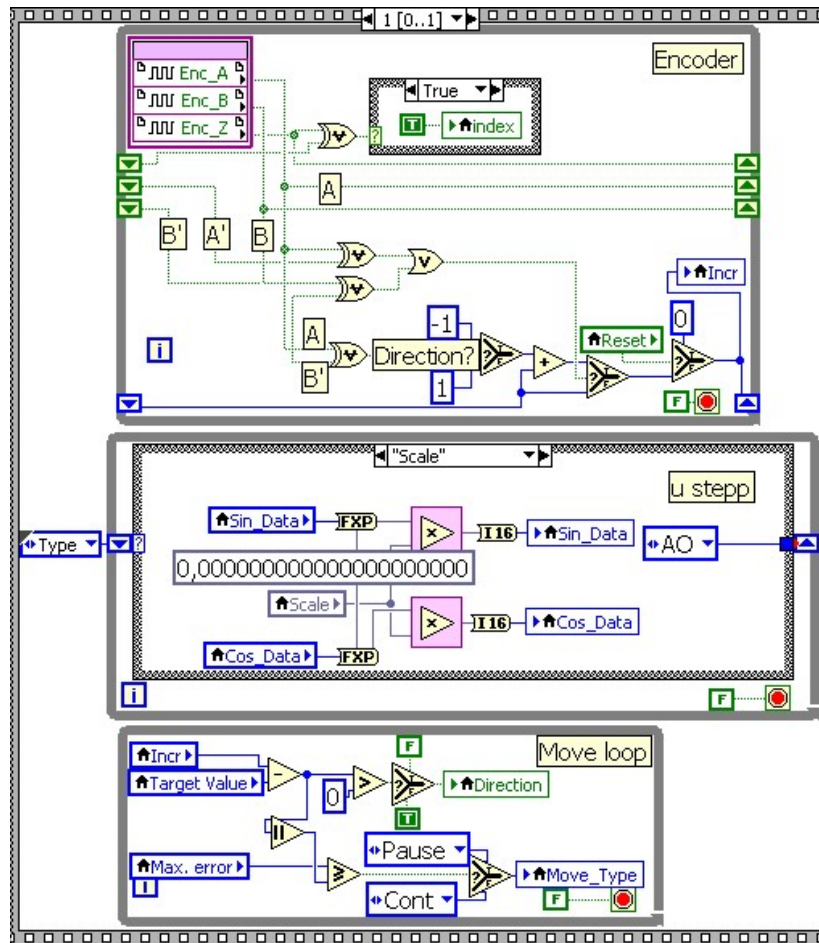 1 [0..1]
Encoder
Enc_A
Enc_B
Enc_Z
True
T
index
A
B'
A'
B
Incr
-1
0
A
Direction?
Reset
B'
1
i
F
"Scale"
u stepp
Sin_Data
FXP
x
I16
Sin_Data
Type
?
AO
0,00000000000000000000
Scale
x
I16
Cos_Data
Cos_Data
FXP
i
F
Incr
F
Move loop
Target Value
0
Direction
T
Pause
Max. error
Move_Type
i
Cont
F